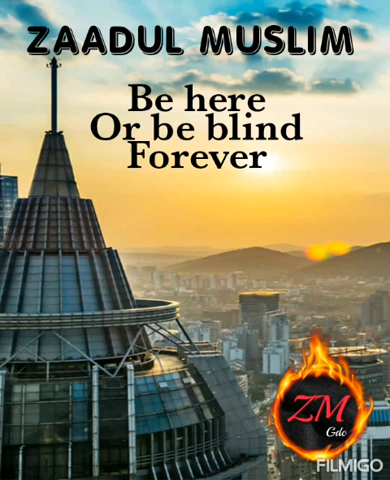 ZAADUL MUSLIM
Be here
Or be blind
Forever
ZM
Gdc
FILMIGO